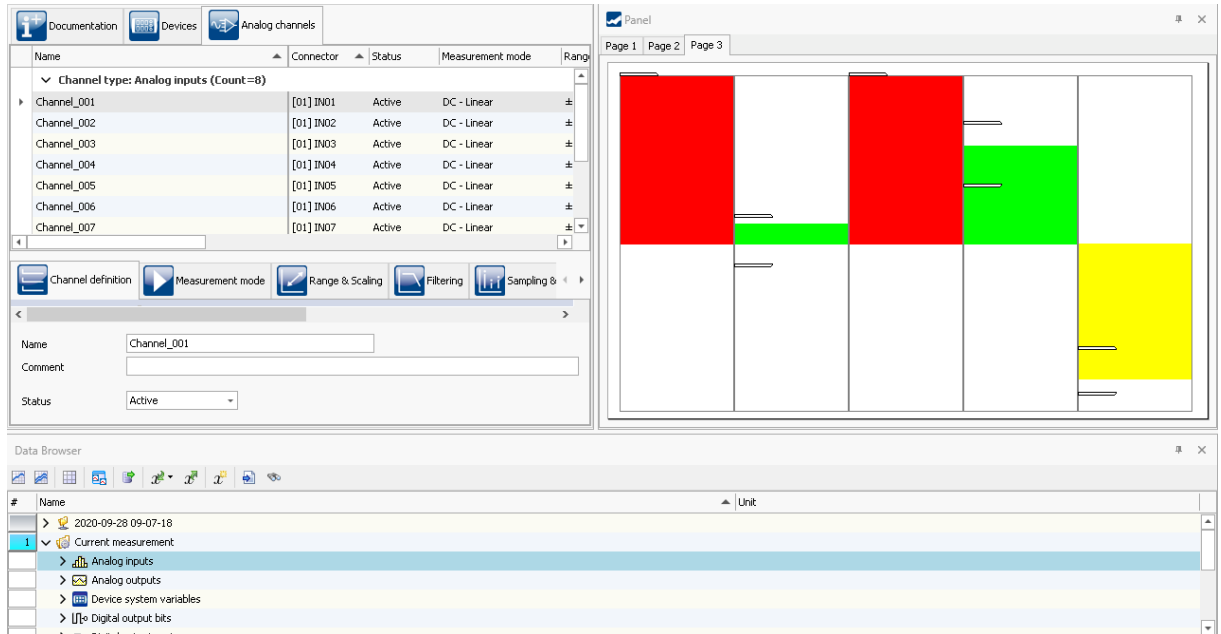 Documentation Devices Analog channels
Name Connector Status Measurement mode Rang
Channel type: Analog inputs (Count=8)
Channel_001 [01] IN01 Active DC - Linear ±
Channel_002 [01] IN02 Active DC - Linear ±
Channel_003 [01] IN03 Active DC - Linear ±
Channel_004 [01] IN04 Active DC - Linear ±
Channel_005 [01] IN05 Active DC - Linear ±
Channel_006 [01] IN06 Active DC - Linear ±
Channel_007 [01] IN07 Active DC - Linear ±
Channel definition Measurement mode Range & Scaling Filtering Sampling &
Name Channel_001
Comment
Status Active
Panel
Page 1 Page 2 Page 3
Data Browser
# Name Unit
2020-09-28 09-07-18
1 Current measurement
Analog inputs
Analog outputs
Device system variables
Digital output bits